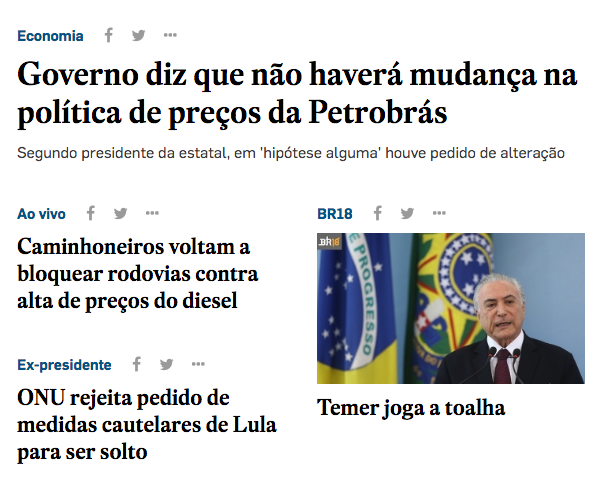 Economia
Governo diz que não haverá mudança na
política de preços da Petrobrás
Segundo presidente da estatal, em 'hipótese alguma' houve pedido de alteração
Ao vivo
Caminhoneiros voltam a
bloquear rodovias contra
alta de preços do diesel
Ex-presidente
ONU rejeita pedido de
medidas cautelares de Lula
para ser solto
BR18
BR18
E PROGRESSO
Temer joga a toalha